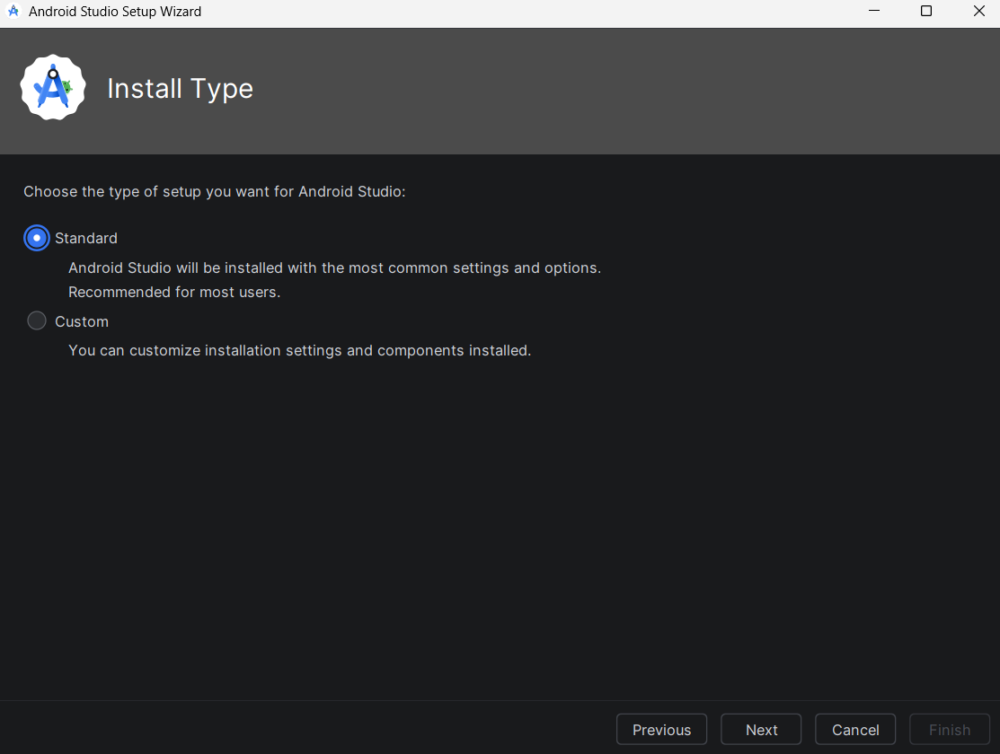 Android Studio Setup Wizard
Install Type
Choose the type of setup you want for Android Studio:
Standard
Android Studio will be installed with the most common settings and options.
Recommended for most users.
Custom
You can customize installation settings and components installed.
Previous
Next
Cancel
Finish